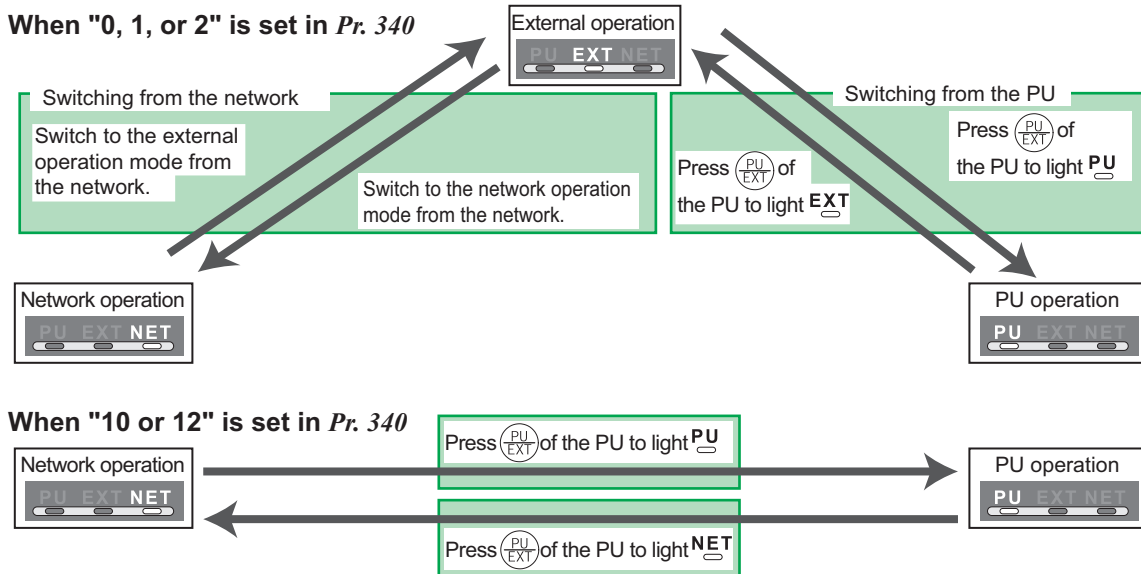 When "0, 1, or 2" is set in Pr. 340
External operation
PU EXT NET
Switching from the network
Switch to the external
operation mode from
the network.
Switch to the network operation
mode from the network.
Switching from the PU
Press PU/EXT of
the PU to light EXT
Press PU/EXT of
the PU to light PU
Network operation
PU EXT NET
PU operation
PU EXT NET
When "10 or 12" is set in Pr. 340
Network operation
PU EXT NET
Press PU/EXT of the PU to light PU
Press PU/EXT of the PU to light NET
PU operation
PU EXT NET